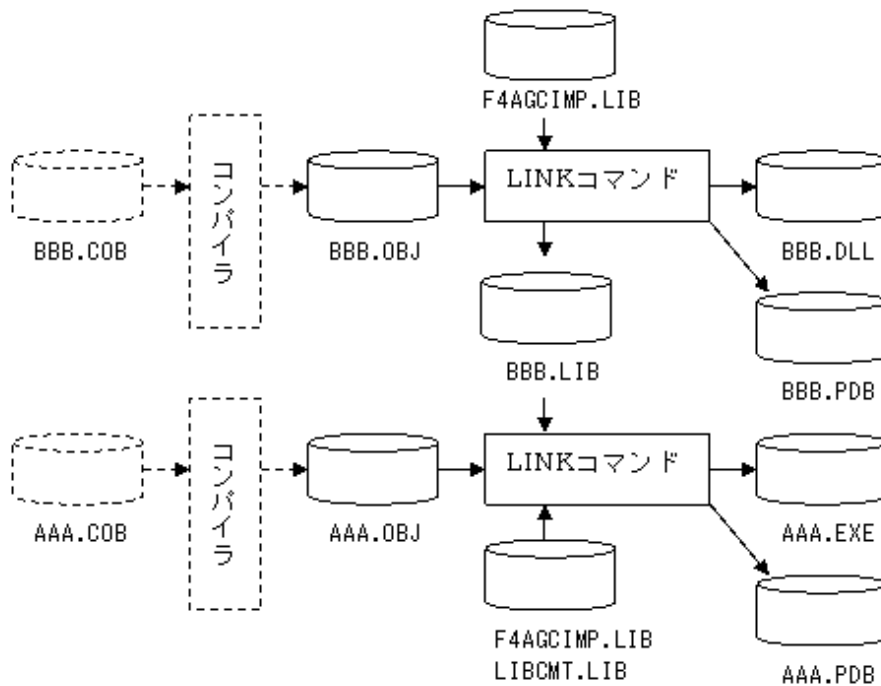 F4AGCIMP.LIB
コンパイラ
LINKコマンド
BBB.COB
BBB.OBJ
BBB.DLL
BBB.LIB
BBB.PDB
コンパイラ
LINKコマンド
AAA.COB
AAA.OBJ
AAA.EXE
F4AGCIMP.LIB
LIBCMT.LIB
AAA.PDB